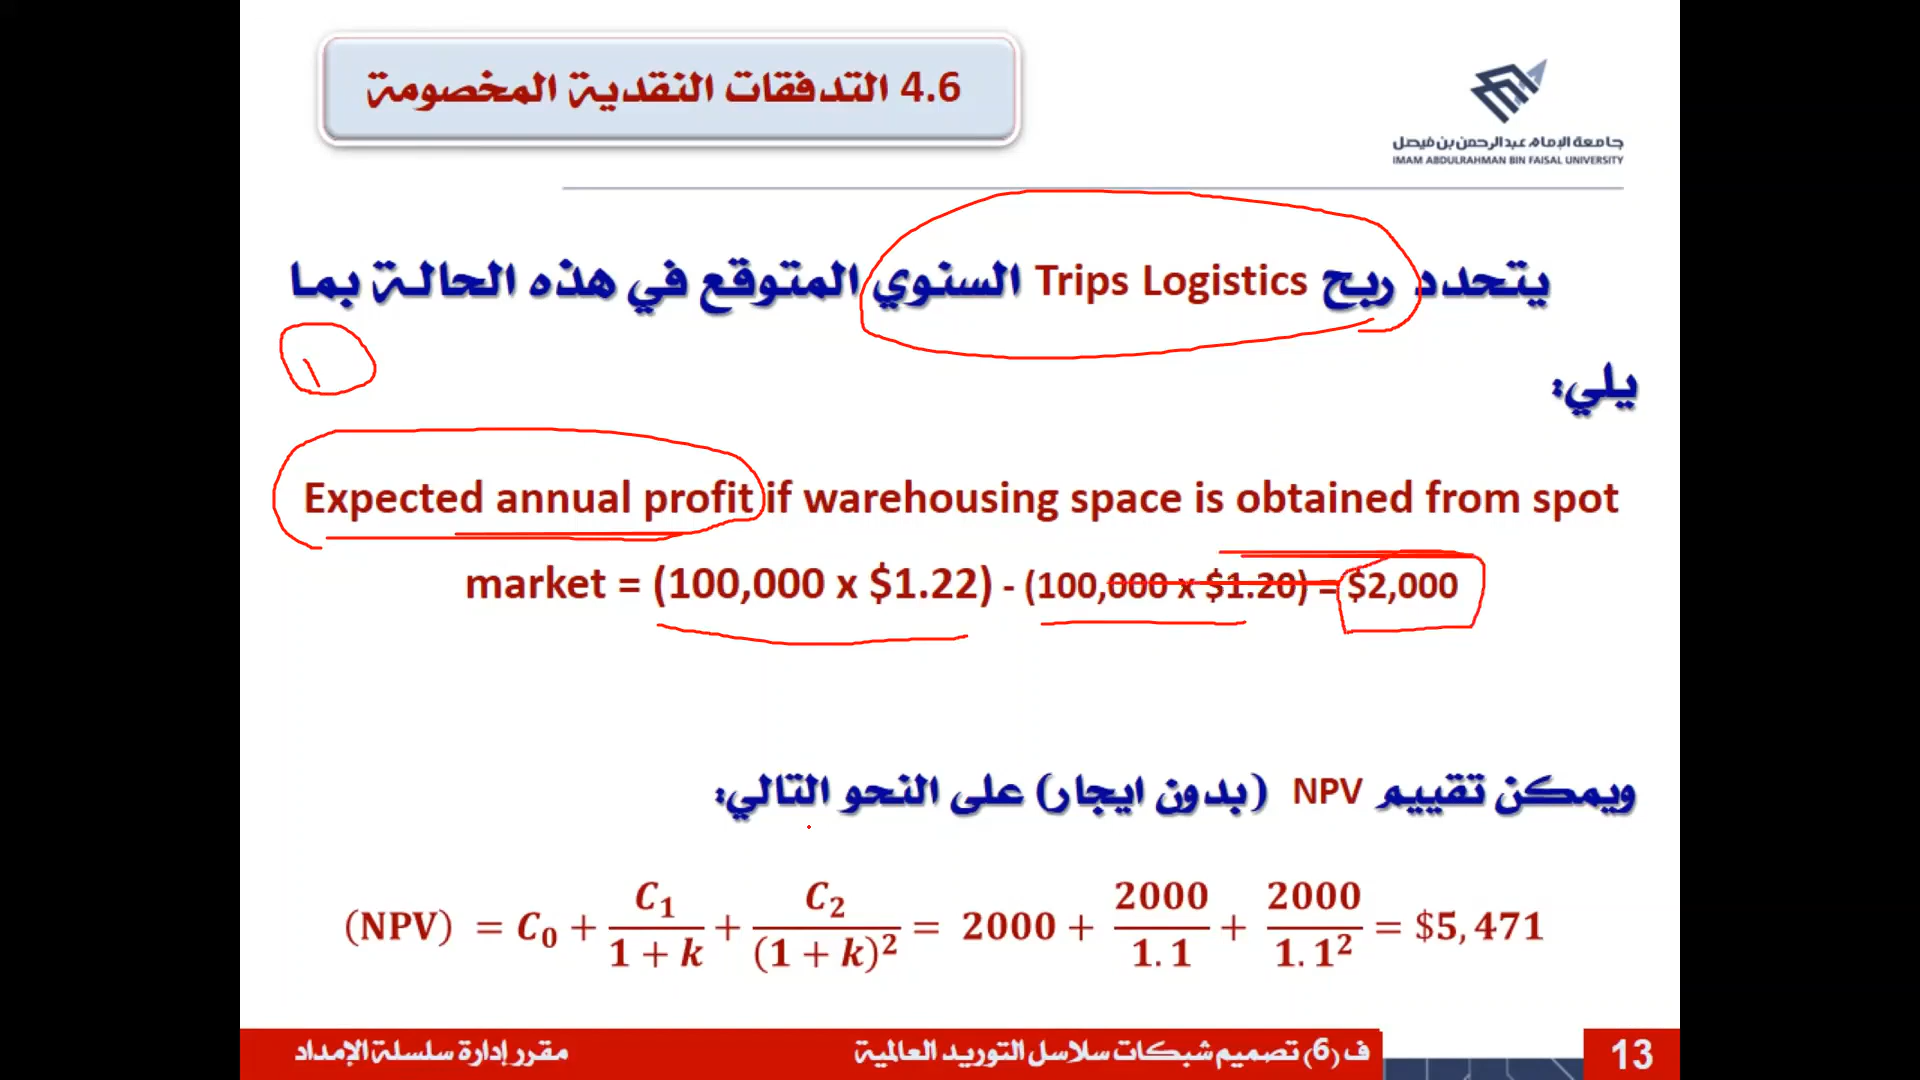 4.6 التدفقات النقدية المخصومة
جامعة الإمام عبدالرحمن بن فيصل
IMAM ABDULRAHMAN BIN FAISAL UNIVERSITY
يتحدد ربح Trips Logistics السنوي المتوقع في هذه الحالة بما
يلي:
١
Expected annual profit if warehousing space is obtained from spot
market = (100,000 x $1.22) - (100,000 x $1.20) = $2,000
ويمكن تقييم NPV (بدون ايجار) على النحو التالي:
(NPV) = C₀ + C₁/(1 + k) + C₂/(1 + k)² = 2000 + 2000/1.1 + 2000/1.1² = $5,471
مقرر إدارة سلسلة الإمداد
ف (6) تصميم شبكات سلاسل التوريد العالمية
13